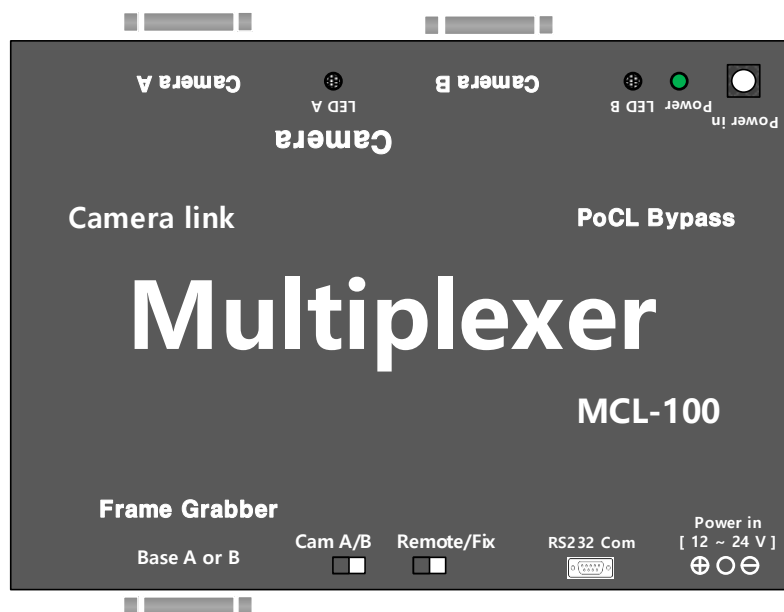 Camera A
Camera B
LED A
LED B
Power
Power in
Camera
Camera link
PoCL Bypass
Multiplexer
MCL-100
Frame Grabber
Base A or B
Cam A/B
Remote/Fix
RS232 Com
Power in
[ 12 ~ 24 V ]